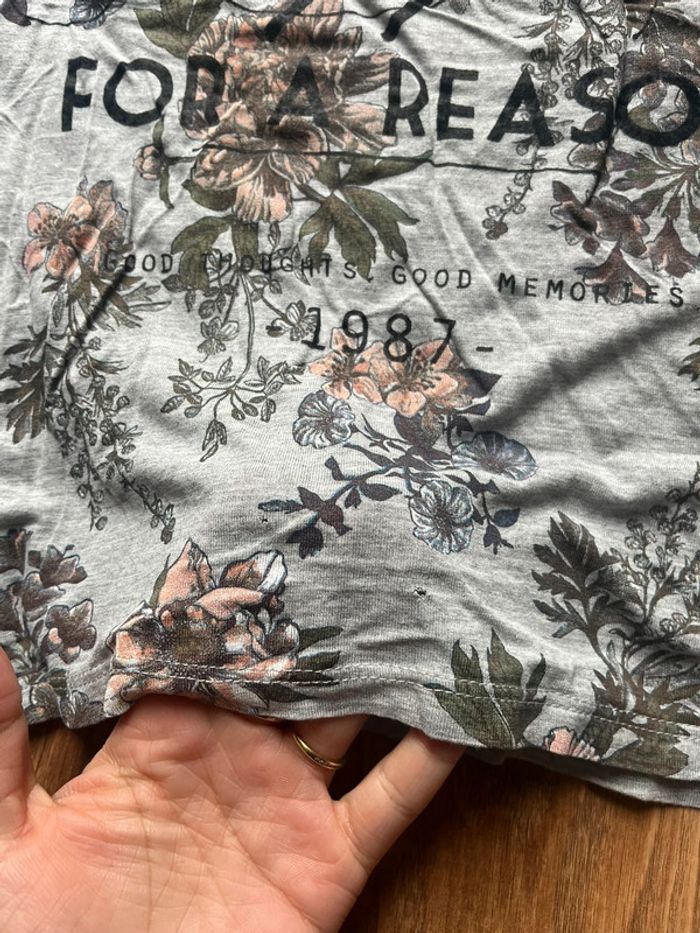 FOR A REASO
GOOD THOUGHTS. GOOD MEMORIES
- 1987 -